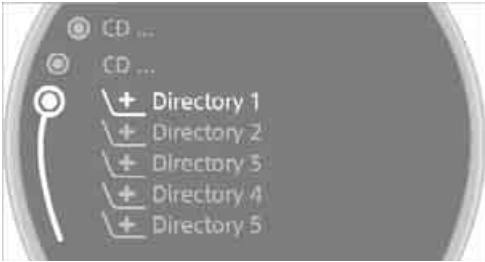 CD ...
CD ...
Directory 1
Directory 2
Directory 3
Directory 4
Directory 5